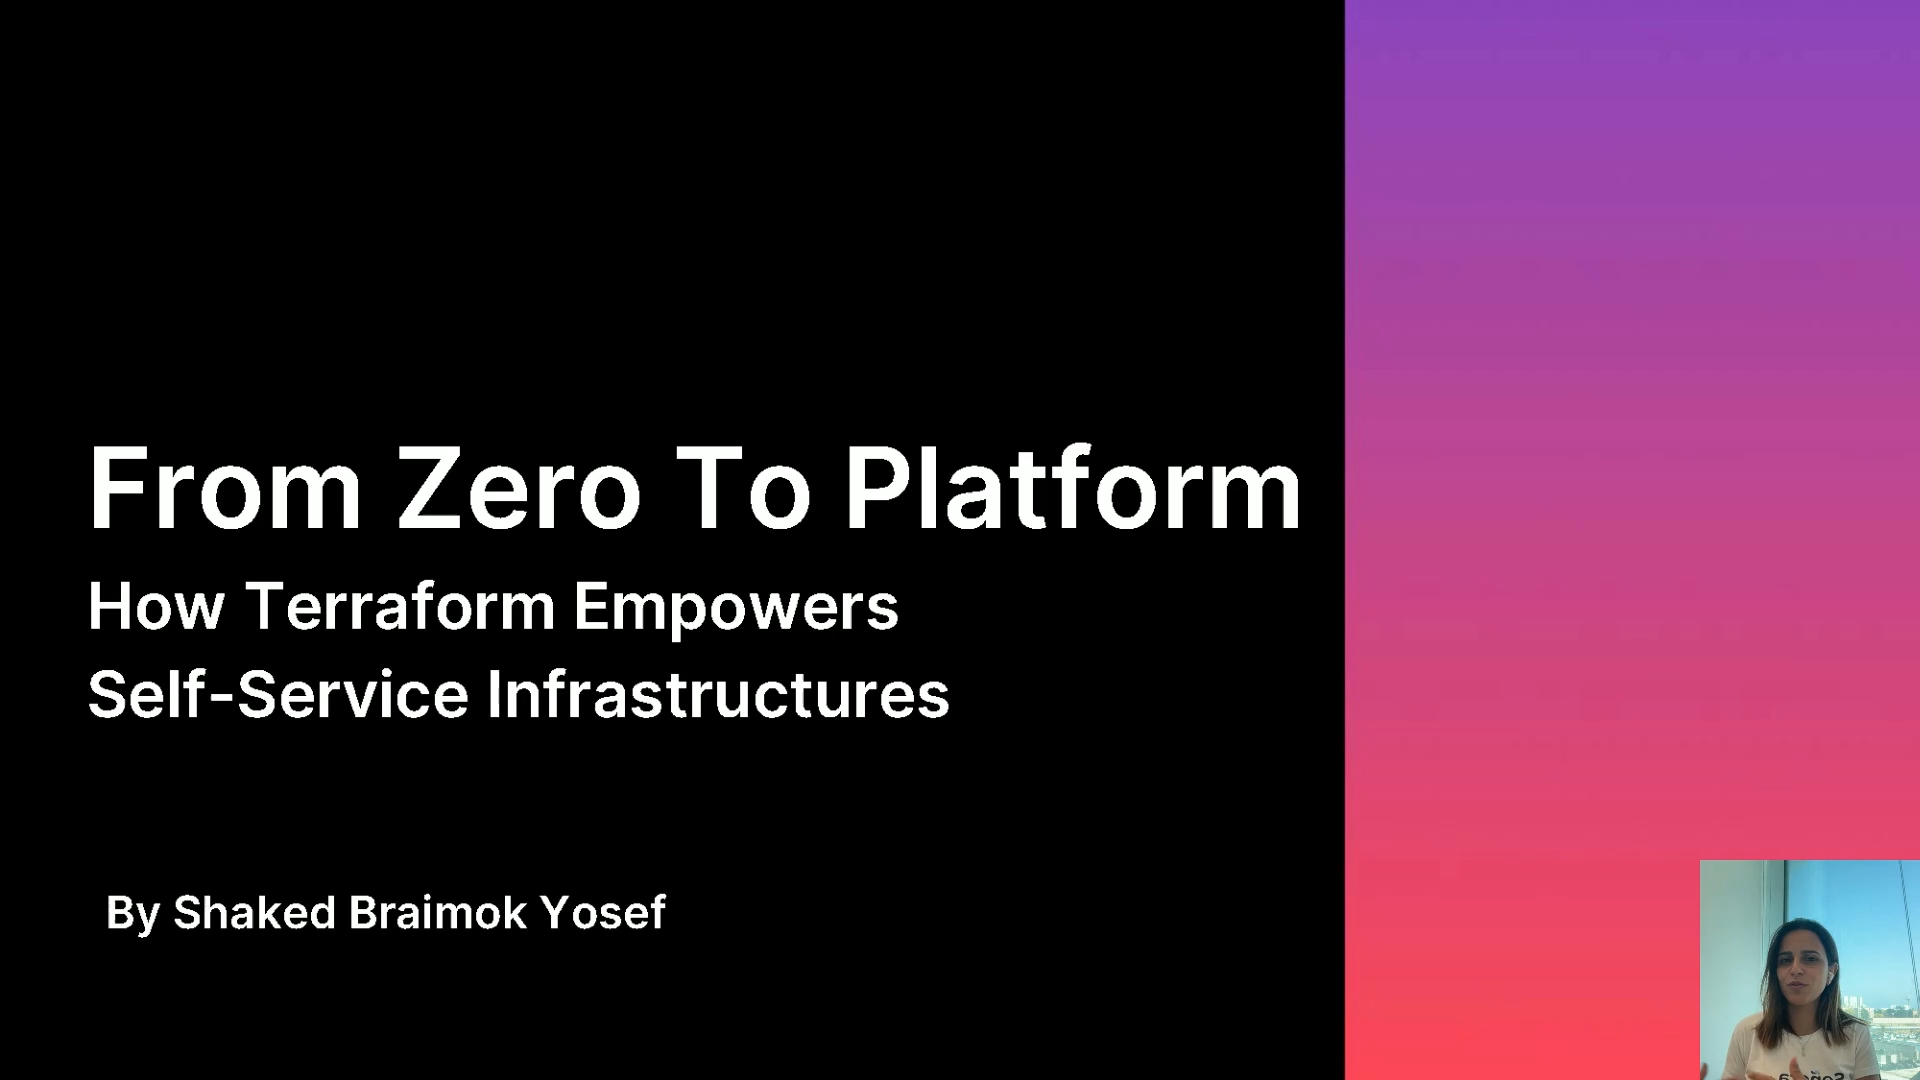 From Zero To Platform
How Terraform Empowers
Self-Service Infrastructures
By Shaked Braimok Yosef